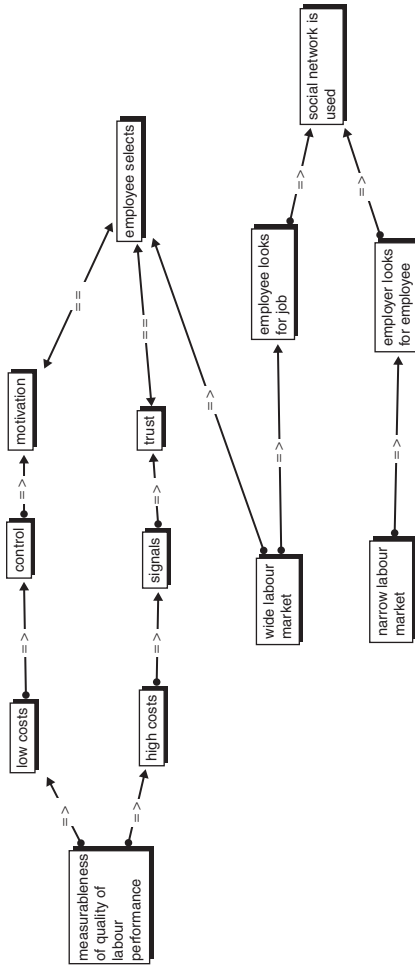 measurableness
of quality of
labour
performance
=>
=>
low costs
high costs
=>
=>
control
signals
=>
=>
motivation
trust
==
==
employee selects
wide labour
market
narrow labour
market
=>
=>
=>
employee looks
for job
employer looks
for employee
=>
=>
social network is
used